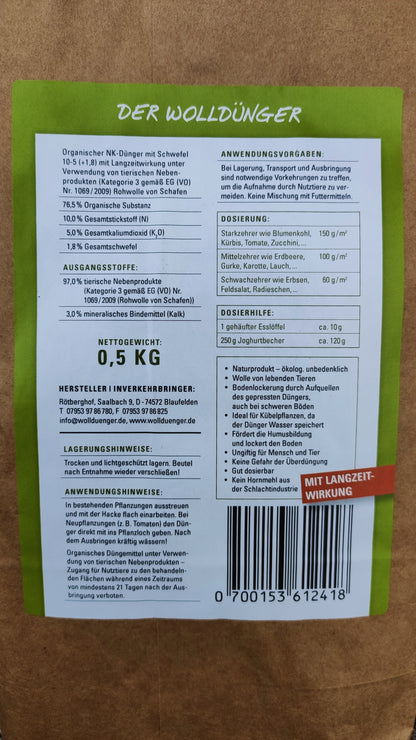 DER WOLLDÜNGER
Organischer NK-Dünger mit Schwefel
10-5 (+1,8) mit Langzeitwirkung unter
Verwendung von tierischen Neben-
produkten (Kategorie 3 gemäß EG (VO)
Nr. 1069/2009) Rohwolle von Schafen
76,5 % Organische Substanz
10,0 % Gesamtstickstoff (N)
5,0 % Gesamtkaliumdioxid (K₂O)
1,8 % Gesamtschwefel
AUSGANGSSTOFFE:
97,0 % tierische Nebenprodukte
(Kategorie 3 gemäß EG (VO) Nr.
1069/2009 (Rohwolle von Schafen))
3,0 % mineralisches Bindemittel (Kalk)
NETTOGEWICHT:
0,5 KG
HERSTELLER I INVERKEHRBRINGER:
Rötberghof, Saalbach 9, D - 74572 Blaufelden
T 07953 97 86 780, F 07953 97 86 825
info@wollduenger.de, www.wollduenger.de
LAGERUNGSHINWEISE:
Trocken und lichtgeschützt lagern. Beutel
nach Entnahme wieder verschließen!
ANWENDUNGSHINWEISE:
In bestehenden Pflanzungen ausstreuen
und mit der Hacke flach einarbeiten. Bei
Neupflanzungen (z. B. Tomaten) den Dün-
ger direkt mit ins Pflanzloch geben. Nach
dem Ausbringen kräftig wässern!
Organisches Düngemittel unter Verwen-
dung von tierischen Nebenprodukten –
Zugang für Nutztiere zu den behandeln-
den Flächen während eines Zeitraums
von mindestens 21 Tagen nach der Aus-
bringung verboten.
ANWENDUNGSVORGABEN:
Bei Lagerung, Transport und Ausbringung
sind notwendige Vorkehrungen zu treffen,
um die Aufnahme durch Nutztiere zu ver-
meiden. Keine Mischung mit Futtermitteln.
DOSIERUNG:
Starkzehrer wie Blumenkohl, 150 g/m²
Kürbis, Tomate, Zucchini, ...
Mittelzehrer wie Erdbeere, 100 g/m²
Gurke, Karotte, Lauch, ...
Schwachzehrer wie Erbsen, 60 g/m²
Feldsalat, Radieschen, ...
DOSIERHILFE:
1 gehäufter Esslöffel ca. 10 g
250 g Joghurtbecher ca. 120 g
• Naturprodukt – ökolog. unbedenklich
• Wolle von lebenden Tieren
• Bodenlockerung durch Aufquellen
des gepressten Düngers,
auch bei schweren Böden
• Ideal für Kübelpflanzen, da
der Dünger Wasser speichert
• Fördert die Humusbildung
und lockert den Boden
• Ungiftig für Mensch und Tier
• Keine Gefahr der Überdüngung
• Gut dosierbar
• Kein Hornmehl aus
der Schlachtindustrie
MIT LANGZEIT-
WIRKUNG
0 700153 612418